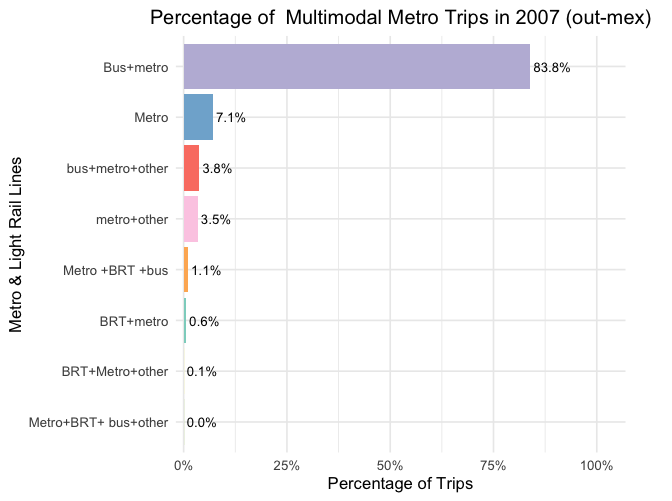 Percentage of  Multimodal Metro Trips in 2007 (out-mex)
Metro & Light Rail Lines
Bus+metro
83.8%
Metro
7.1%
bus+metro+other
3.8%
metro+other
3.5%
Metro +BRT +bus
1.1%
BRT+metro
0.6%
BRT+Metro+other
0.1%
Metro+BRT+ bus+other
0.0%
0%
25%
50%
75%
100%
Percentage of Trips